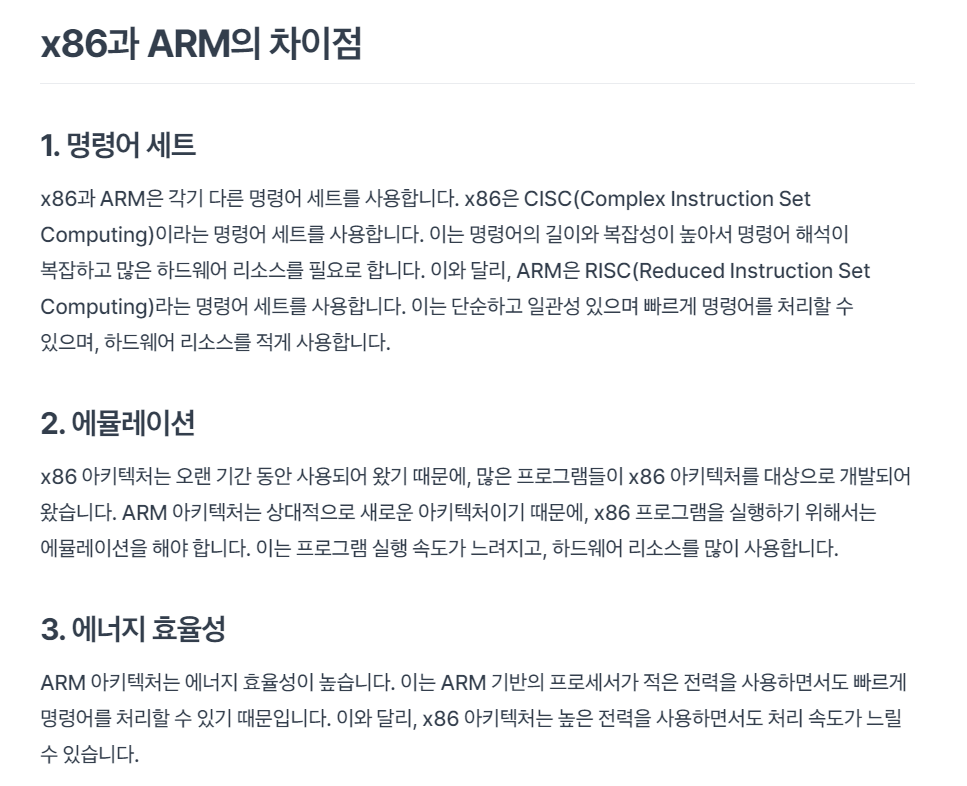 x86과 ARM의 차이점
1. 명령어 세트
x86과 ARM은 각기 다른 명령어 세트를 사용합니다. x86은 CISC(Complex Instruction Set
Computing)이라는 명령어 세트를 사용합니다. 이는 명령어의 길이와 복잡성이 높아서 명령어 해석이
복잡하고 많은 하드웨어 리소스를 필요로 합니다. 이와 달리, ARM은 RISC(Reduced Instruction Set
Computing)라는 명령어 세트를 사용합니다. 이는 단순하고 일관성 있으며 빠르게 명령어를 처리할 수
있으며, 하드웨어 리소스를 적게 사용합니다.
2. 에뮬레이션
x86 아키텍처는 오랜 기간 동안 사용되어 왔기 때문에, 많은 프로그램들이 x86 아키텍처를 대상으로 개발되어
왔습니다. ARM 아키텍처는 상대적으로 새로운 아키텍처이기 때문에, x86 프로그램을 실행하기 위해서는
에뮬레이션을 해야 합니다. 이는 프로그램 실행 속도가 느려지고, 하드웨어 리소스를 많이 사용합니다.
3. 에너지 효율성
ARM 아키텍처는 에너지 효율성이 높습니다. 이는 ARM 기반의 프로세서가 적은 전력을 사용하면서도 빠르게
명령어를 처리할 수 있기 때문입니다. 이와 달리, x86 아키텍처는 높은 전력을 사용하면서도 처리 속도가 느릴
수 있습니다.